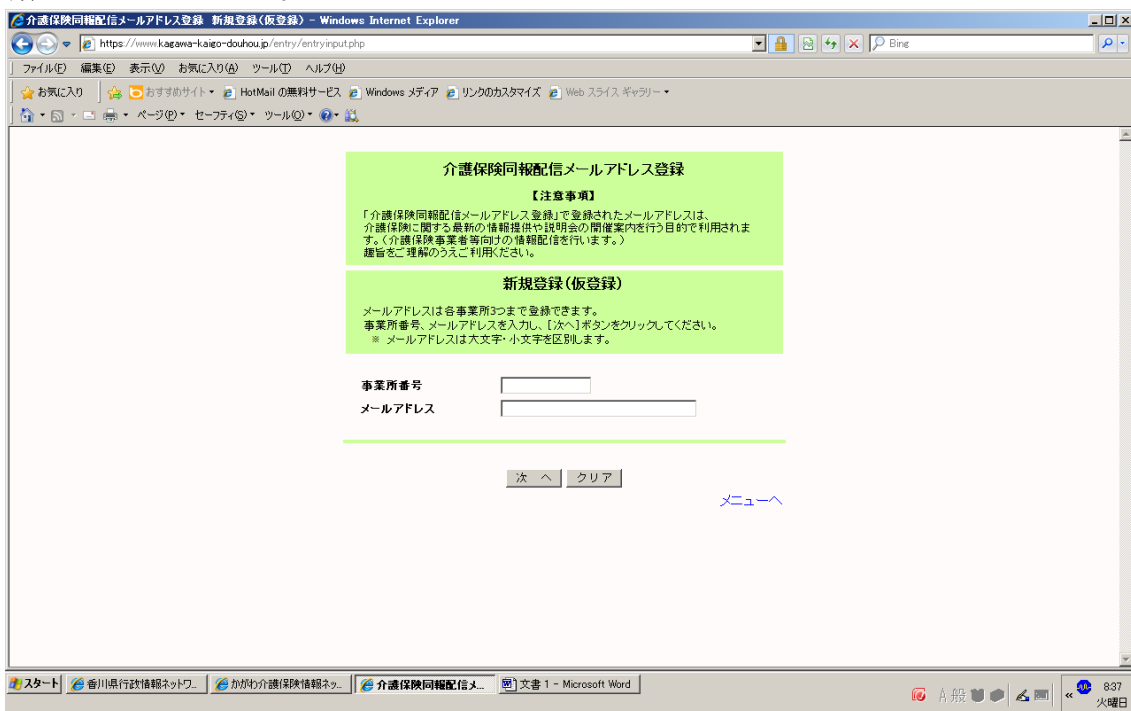 介護保険同報配信メールアドレス登録 新規登録(仮登録) - Windows Internet Explorer
https://www.kagawa-kaigo-douhou.jp/entry/entryinput.php
Bing
ファイル(F) 編集(E) 表示(V) お気に入り(A) ツール(T) ヘルプ(H)
お気に入り おすすめサイト HotMail の無料サービス Windows メディア リンクのカスタマイズ Web スライス ギャラリー
ページ(P) セーフティ(S) ツール(O)
介護保険同報配信メールアドレス登録
【注意事項】
「介護保険同報配信メールアドレス登録」で登録されたメールアドレスは、
介護保険に関する最新の情報提供や説明会の開催案内を行う目的で利用されま
す。(介護保険事業者等向けの情報配信を行います。)
趣旨をご理解のうえご利用ください。
新規登録(仮登録)
メールアドレスは各事業所3つまで登録できます。
事業所番号、メールアドレスを入力し、[次へ]ボタンをクリックしてください。
※ メールアドレスは大文字・小文字を区別します。
事業所番号
メールアドレス
次 へ クリア
メニューへ
スタート 香川県行政情報ネットワ... かがわ介護保険情報ネッ... 介護保険同報配信メ... 文書 1 - Microsoft Word
A 般 « 8:37
火曜日